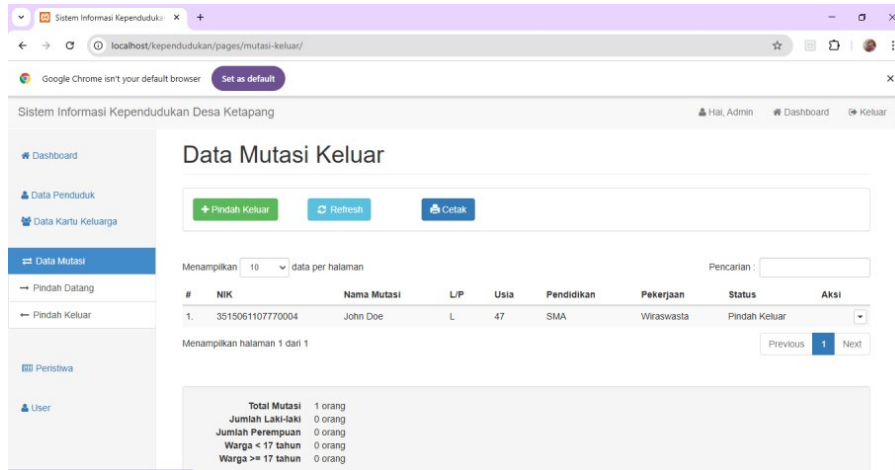 Sistem Informasi Kependuduka
localhost/kependudukan/pages/mutasi-keluar/
Google Chrome isn't your default browser Set as default
Sistem Informasi Kependudukan Desa Ketapang Hai, Admin Dashboard Keluar
Dashboard
Data Penduduk
Data Kartu Keluarga
Data Mutasi
Pindah Datang
Pindah Keluar
Peristiwa
User
Data Mutasi Keluar
Pindah Keluar Refresh Cetak
Menampilkan 10 data per halaman Pencarian :
# NIK Nama Mutasi L/P Usia Pendidikan Pekerjaan Status Aksi
1. 3515061107770004 John Doe L 47 SMA Wiraswasta Pindah Keluar
Menampilkan halaman 1 dari 1 Previous 1 Next
Total Mutasi 1 orang
Jumlah Laki-laki 0 orang
Jumlah Perempuan 0 orang
Warga < 17 tahun 0 orang
Warga >= 17 tahun 0 orang